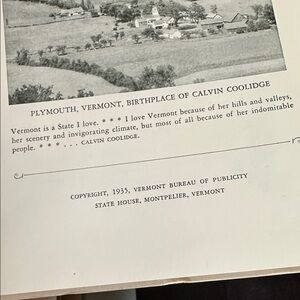 PLYMOUTH, VERMONT, BIRTHPLACE OF CALVIN COOLIDGE
Vermont is a State I love. * * * I love Vermont because of her hills and valleys,
her scenery and invigorating climate, but most of all because of her indomitable
people. * * * . . . CALVIN COOLIDGE.
COPYRIGHT, 1935, VERMONT BUREAU OF PUBLICITY
STATE HOUSE, MONTPELIER, VERMONT